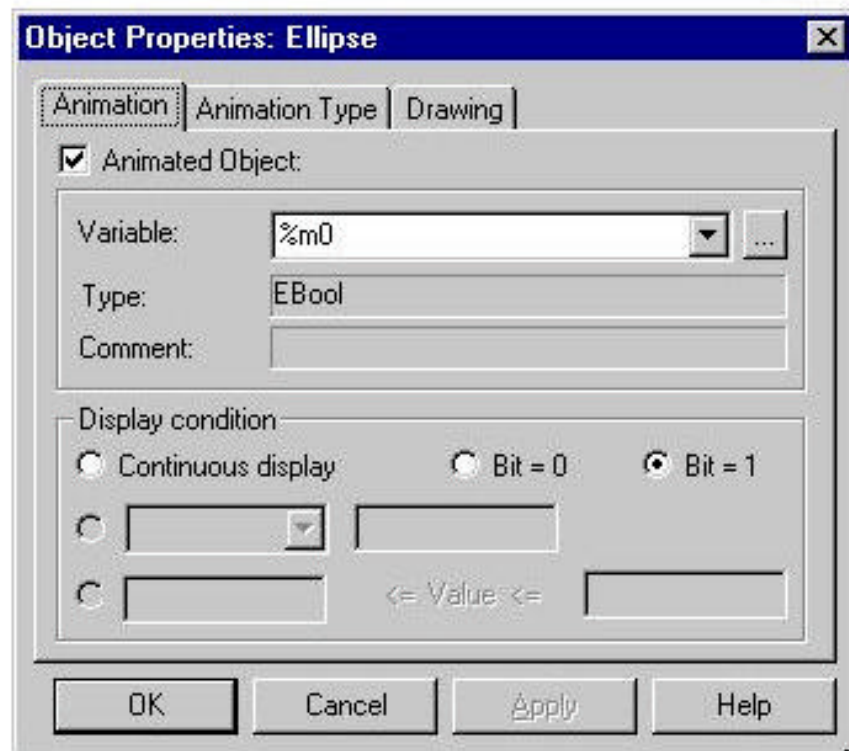 Object Properties: Ellipse
Animation Animation Type Drawing
Animated Object:
Variable: %m0 ...
Type: EBool
Comment:
Display condition
Continuous display Bit = 0 Bit = 1
<= Value <=
OK Cancel Apply Help